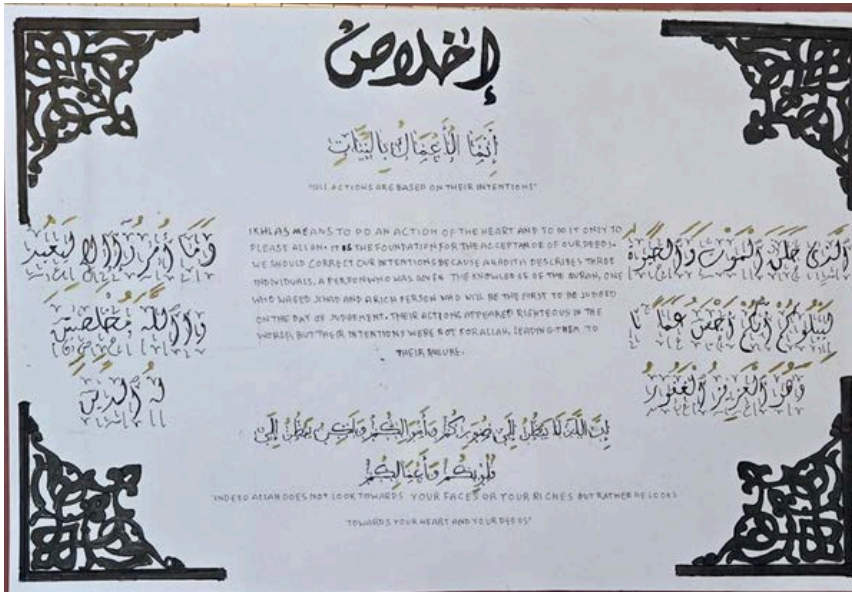 إخلاص
إنما الأعمال بالنيات
"ALL ACTIONS ARE BASED ON THEIR INTENTIONS"
IKHLAS MEANS TO DO AN ACTION OF THE HEART AND TO DO IT ONLY TO
PLEASE ALLAH. IT IS THE FOUNDATION FOR THE ACCEPTANCE OF OUR DEEDS.
WE SHOULD CORRECT OUR INTENTIONS BECAUSE A HADITH DESCRIBES THREE
INDIVIDUALS, A PERSON WHO WAS GIVEN THE KNOWLEDGE OF THE QURAN, ONE
WHO WAGED JIHAD AND A RICH PERSON WHO WILL BE THE FIRST TO BE JUDGED
ON THE DAY OF JUDGEMENT. THEIR ACTIONS APPEARED RIGHTEOUS IN THE
WORLD, BUT THEIR INTENTIONS WERE NOT FOR ALLAH, LEADING THEM TO
THEIR FAILURE.
الذي خلق الموت والحيوة
ليبلوكم أيكم أحسن عملا
وهو العزيز الغفور
وما أمروا إلا ليعبدوا
الله مخلصين
له الدين
إن الله لا ينظر إلى صوركم وأموالكم ولكن ينظر إلى
قلوبكم وأعمالكم
"INDEED ALLAH DOES NOT LOOK TOWARDS YOUR FACES OR YOUR RICHES BUT RATHER HE LOOKS
TOWARDS YOUR HEART AND YOUR DEEDS"